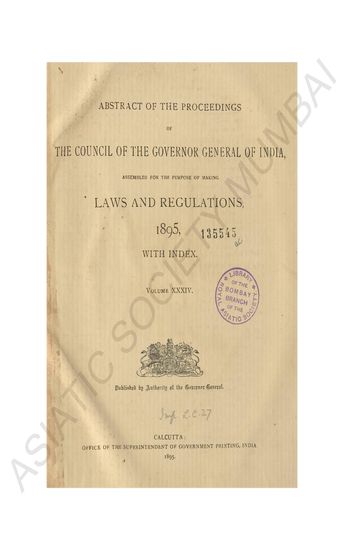 ABSTRACT OF THE PROCEEDINGS
OF
THE COUNCIL OF THE GOVERNOR GENERAL OF INDIA,
ASSEMBLED FOR THE PURPOSE OF MAKING
LAWS AND REGULATIONS,
1895,
135545
WITH INDEX.
VOLUME XXXIV.
LIBRARY
OF THE
BOMBAY
BRANCH
OF THE
ROYAL ASIATIC SOCIETY
Published by Authority of the Governor General.
CALCUTTA:
OFFICE OF THE SUPERINTENDENT OF GOVERNMENT PRINTING, INDIA
1895.
ASIATIC SOCIETY MUMBAI